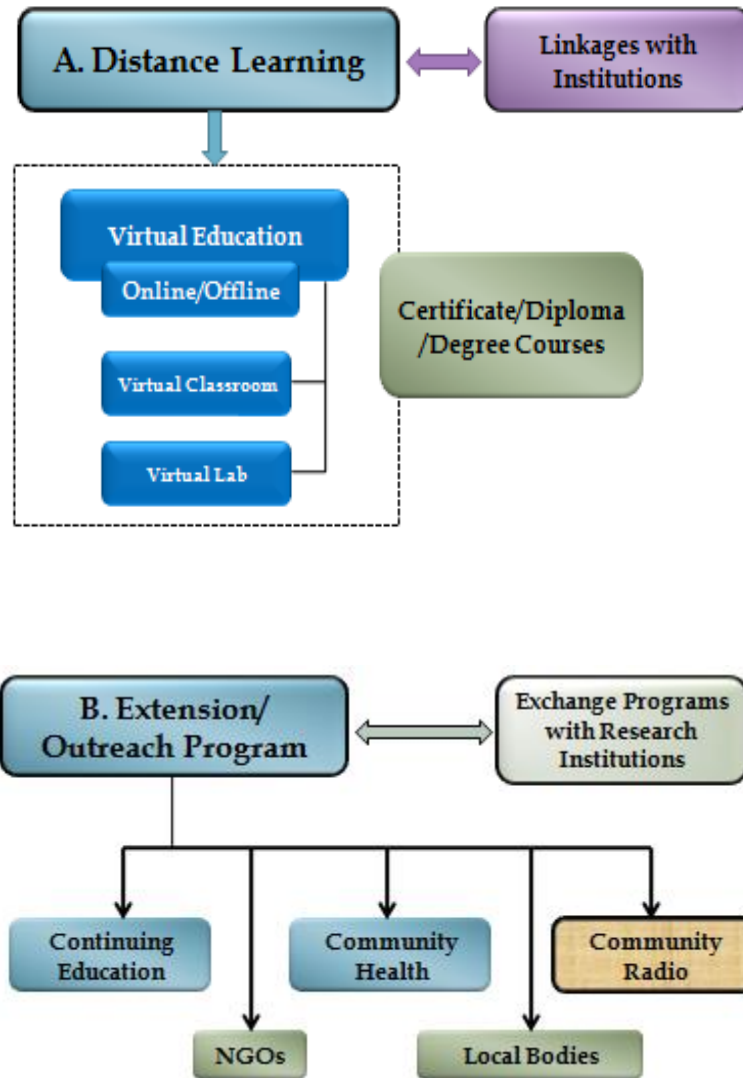 A. Distance Learning
Linkages with
Institutions
Virtual Education
Online/Offline
Certificate/Diploma
/Degree Courses
Virtual Classroom
Virtual Lab
B. Extension/
Outreach Program
Exchange Programs
with Research
Institutions
Continuing
Education
Community
Health
Community
Radio
NGOs
Local Bodies